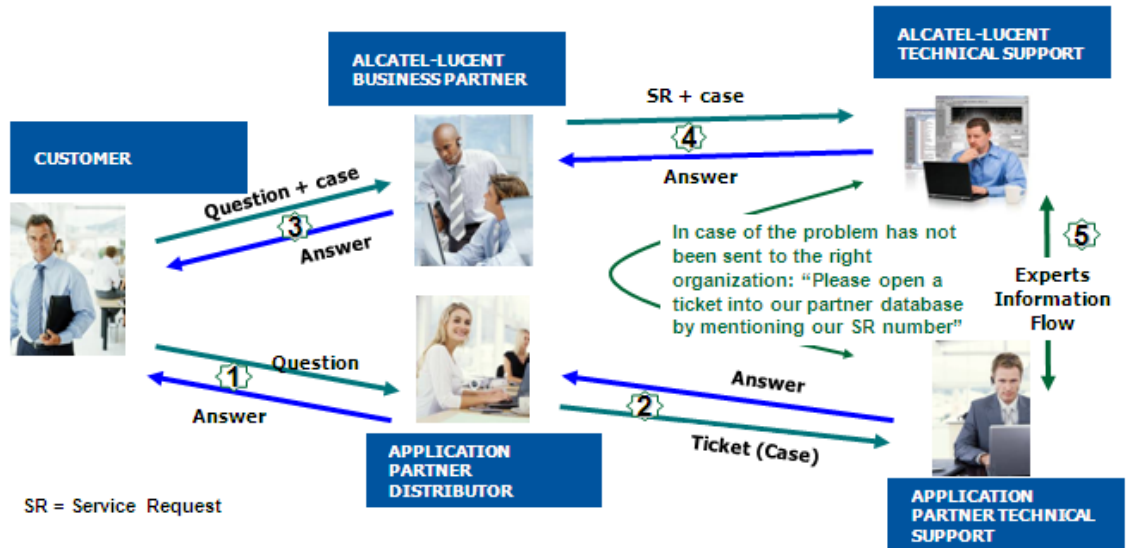 ALCATEL-LUCENT
TECHNICAL SUPPORT
ALCATEL-LUCENT
BUSINESS PARTNER
SR + case
4
Answer
CUSTOMER
Question + case
3
Answer
In case of the problem has not
been sent to the right
organization: “Please open a
ticket into our partner database
by mentioning our SR number”
5
Experts
Information
Flow
1
Question
Answer
Answer
2
Ticket (Case)
APPLICATION
PARTNER
DISTRIBUTOR
APPLICATION
PARTNER TECHNICAL
SUPPORT
SR = Service Request